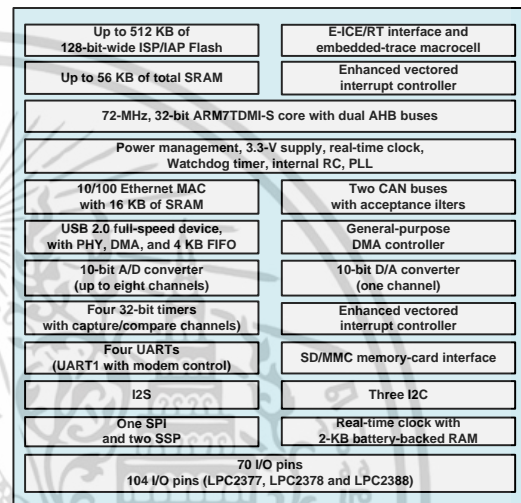 Up to 512 KB of
128-bit-wide ISP/IAP Flash
E-ICE/RT interface and
embedded-trace macrocell
Up to 56 KB of total SRAM
Enhanced vectored
interrupt controller
72-MHz, 32-bit ARM7TDMI-S core with dual AHB buses
Power management, 3.3-V supply, real-time clock,
Watchdog timer, internal RC, PLL
10/100 Ethernet MAC
with 16 KB of SRAM
Two CAN buses
with acceptance ilters
USB 2.0 full-speed device,
with PHY, DMA, and 4 KB FIFO
General-purpose
DMA controller
10-bit A/D converter
(up to eight channels)
10-bit D/A converter
(one channel)
Four 32-bit timers
with capture/compare channels)
Enhanced vectored
interrupt controller
Four UARTs
(UART1 with modem control)
SD/MMC memory-card interface
I2S
Three I2C
One SPI
and two SSP
Real-time clock with
2-KB battery-backed RAM
70 I/O pins
104 I/O pins (LPC2377, LPC2378 and LPC2388)